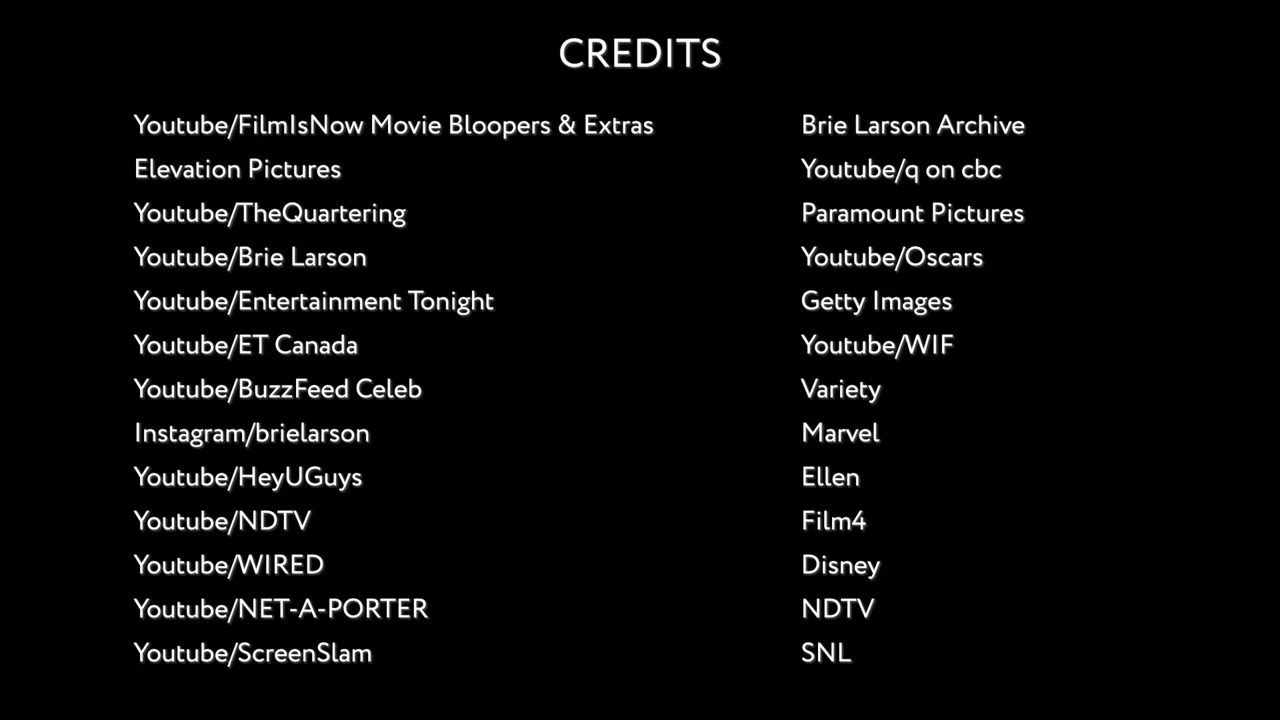 CREDITS
Youtube/FilmIsNow Movie Bloopers & Extras
Elevation Pictures
Youtube/TheQuartering
Youtube/Brie Larson
Youtube/Entertainment Tonight
Youtube/ET Canada
Youtube/BuzzFeed Celeb
Instagram/brielarson
Youtube/HeyUGuys
Youtube/NDTV
Youtube/WIRED
Youtube/NET-A-PORTER
Youtube/ScreenSlam
Brie Larson Archive
Youtube/q on cbc
Paramount Pictures
Youtube/Oscars
Getty Images
Youtube/WIF
Variety
Marvel
Ellen
Film4
Disney
NDTV
SNL